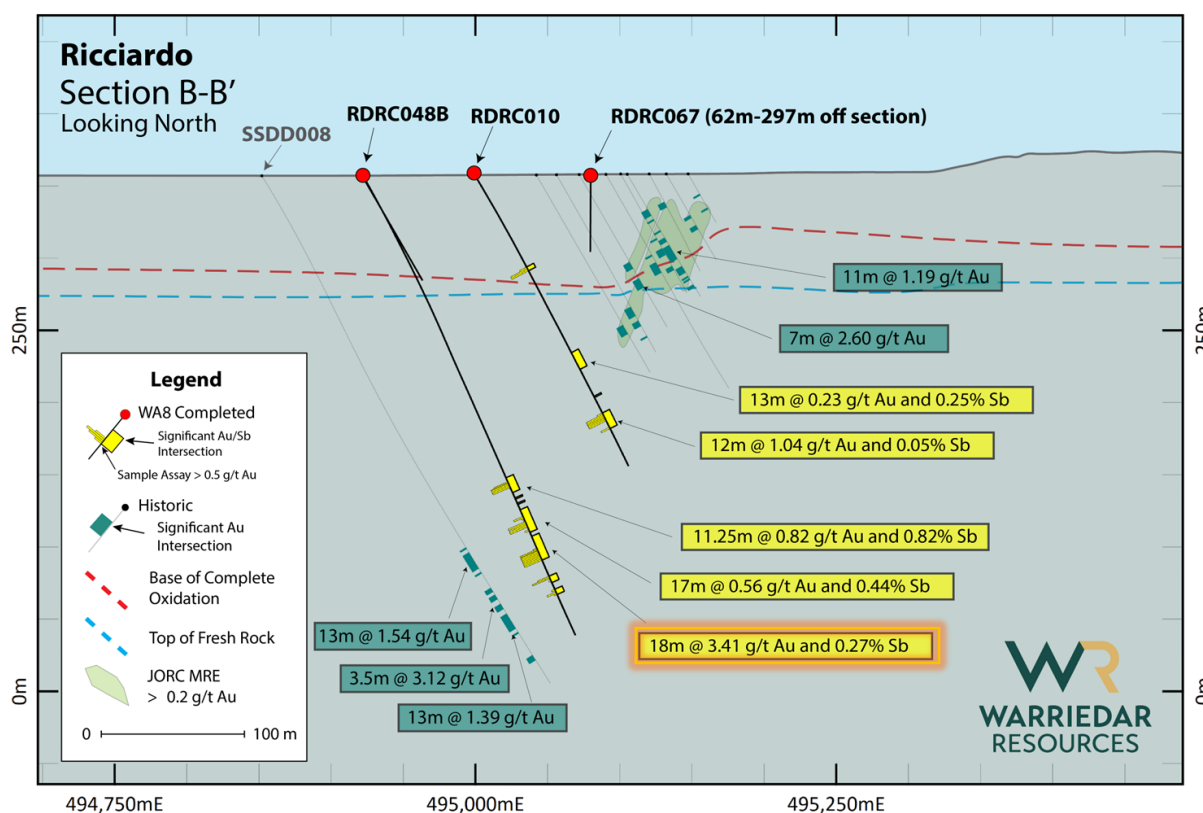 Ricciardo
Section B-B’
Looking North
SSDD008
RDRC048B
RDRC010
RDRC067 (62m-297m off section)
11m @ 1.19 g/t Au
7m @ 2.60 g/t Au
13m @ 0.23 g/t Au and 0.25% Sb
12m @ 1.04 g/t Au and 0.05% Sb
11.25m @ 0.82 g/t Au and 0.82% Sb
17m @ 0.56 g/t Au and 0.44% Sb
18m @ 3.41 g/t Au and 0.27% Sb
13m @ 1.54 g/t Au
3.5m @ 3.12 g/t Au
13m @ 1.39 g/t Au
Legend
WA8 Completed
Significant Au/Sb
Intersection
Sample Assay > 0.5 g/t Au
Historic
Significant Au
Intersection
Base of Complete
Oxidation
Top of Fresh Rock
JORC MRE
> 0.2 g/t Au
0
100 m
WR
WARRIEDAR
RESOURCES
250m
0m
250m
0m
494,750mE
495,000mE
495,250mE